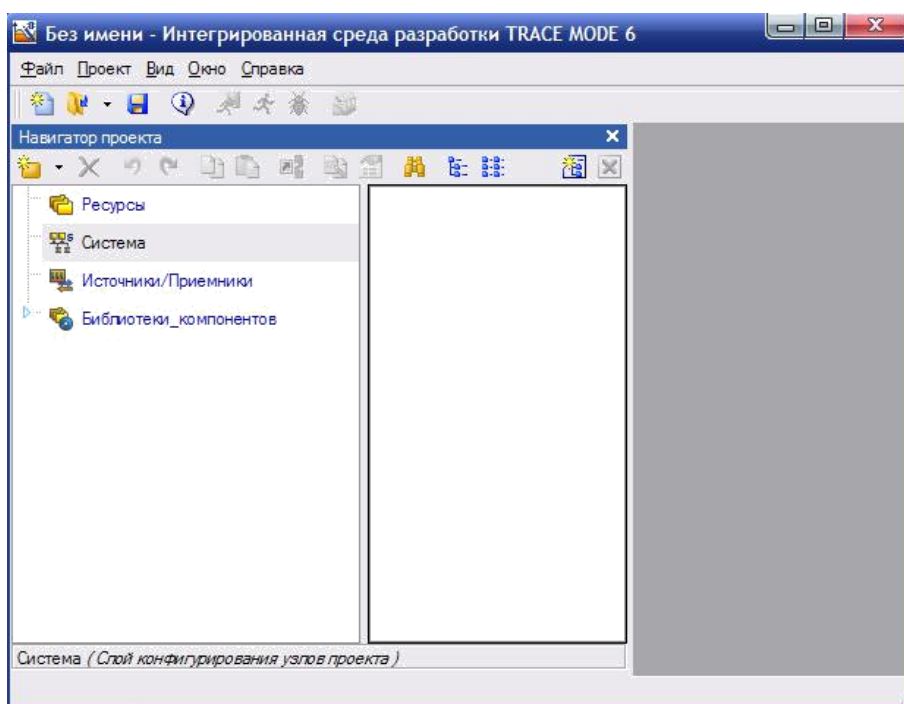 Без имени - Интегрированная среда разработки TRACE MODE 6
Файл Проект Вид Окно Справка
Навигатор проекта
Ресурсы
Система
Источники/Приемники
Библиотеки_компонентов
Система (Слой конфигурирования узлов проекта)